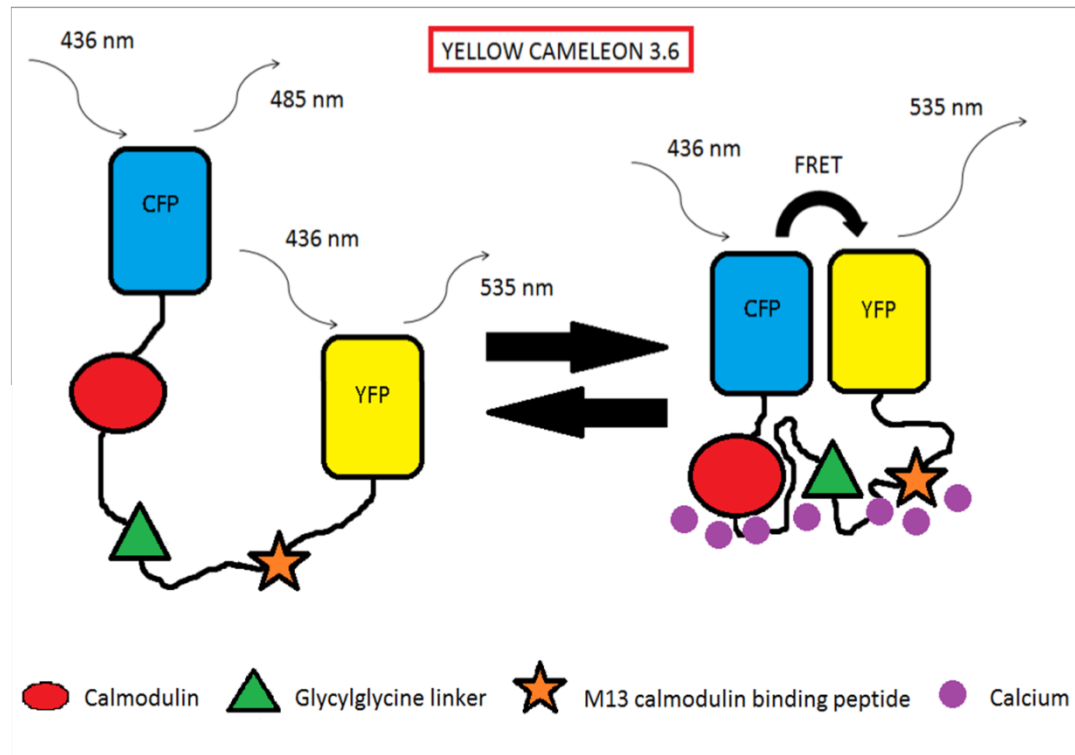 YELLOW CAMELEON 3.6
436 nm
485 nm
CFP
436 nm
535 nm
YFP
436 nm
FRET
535 nm
CFP
YFP
Calmodulin
Glycylglycine linker
M13 calmodulin binding peptide
Calcium